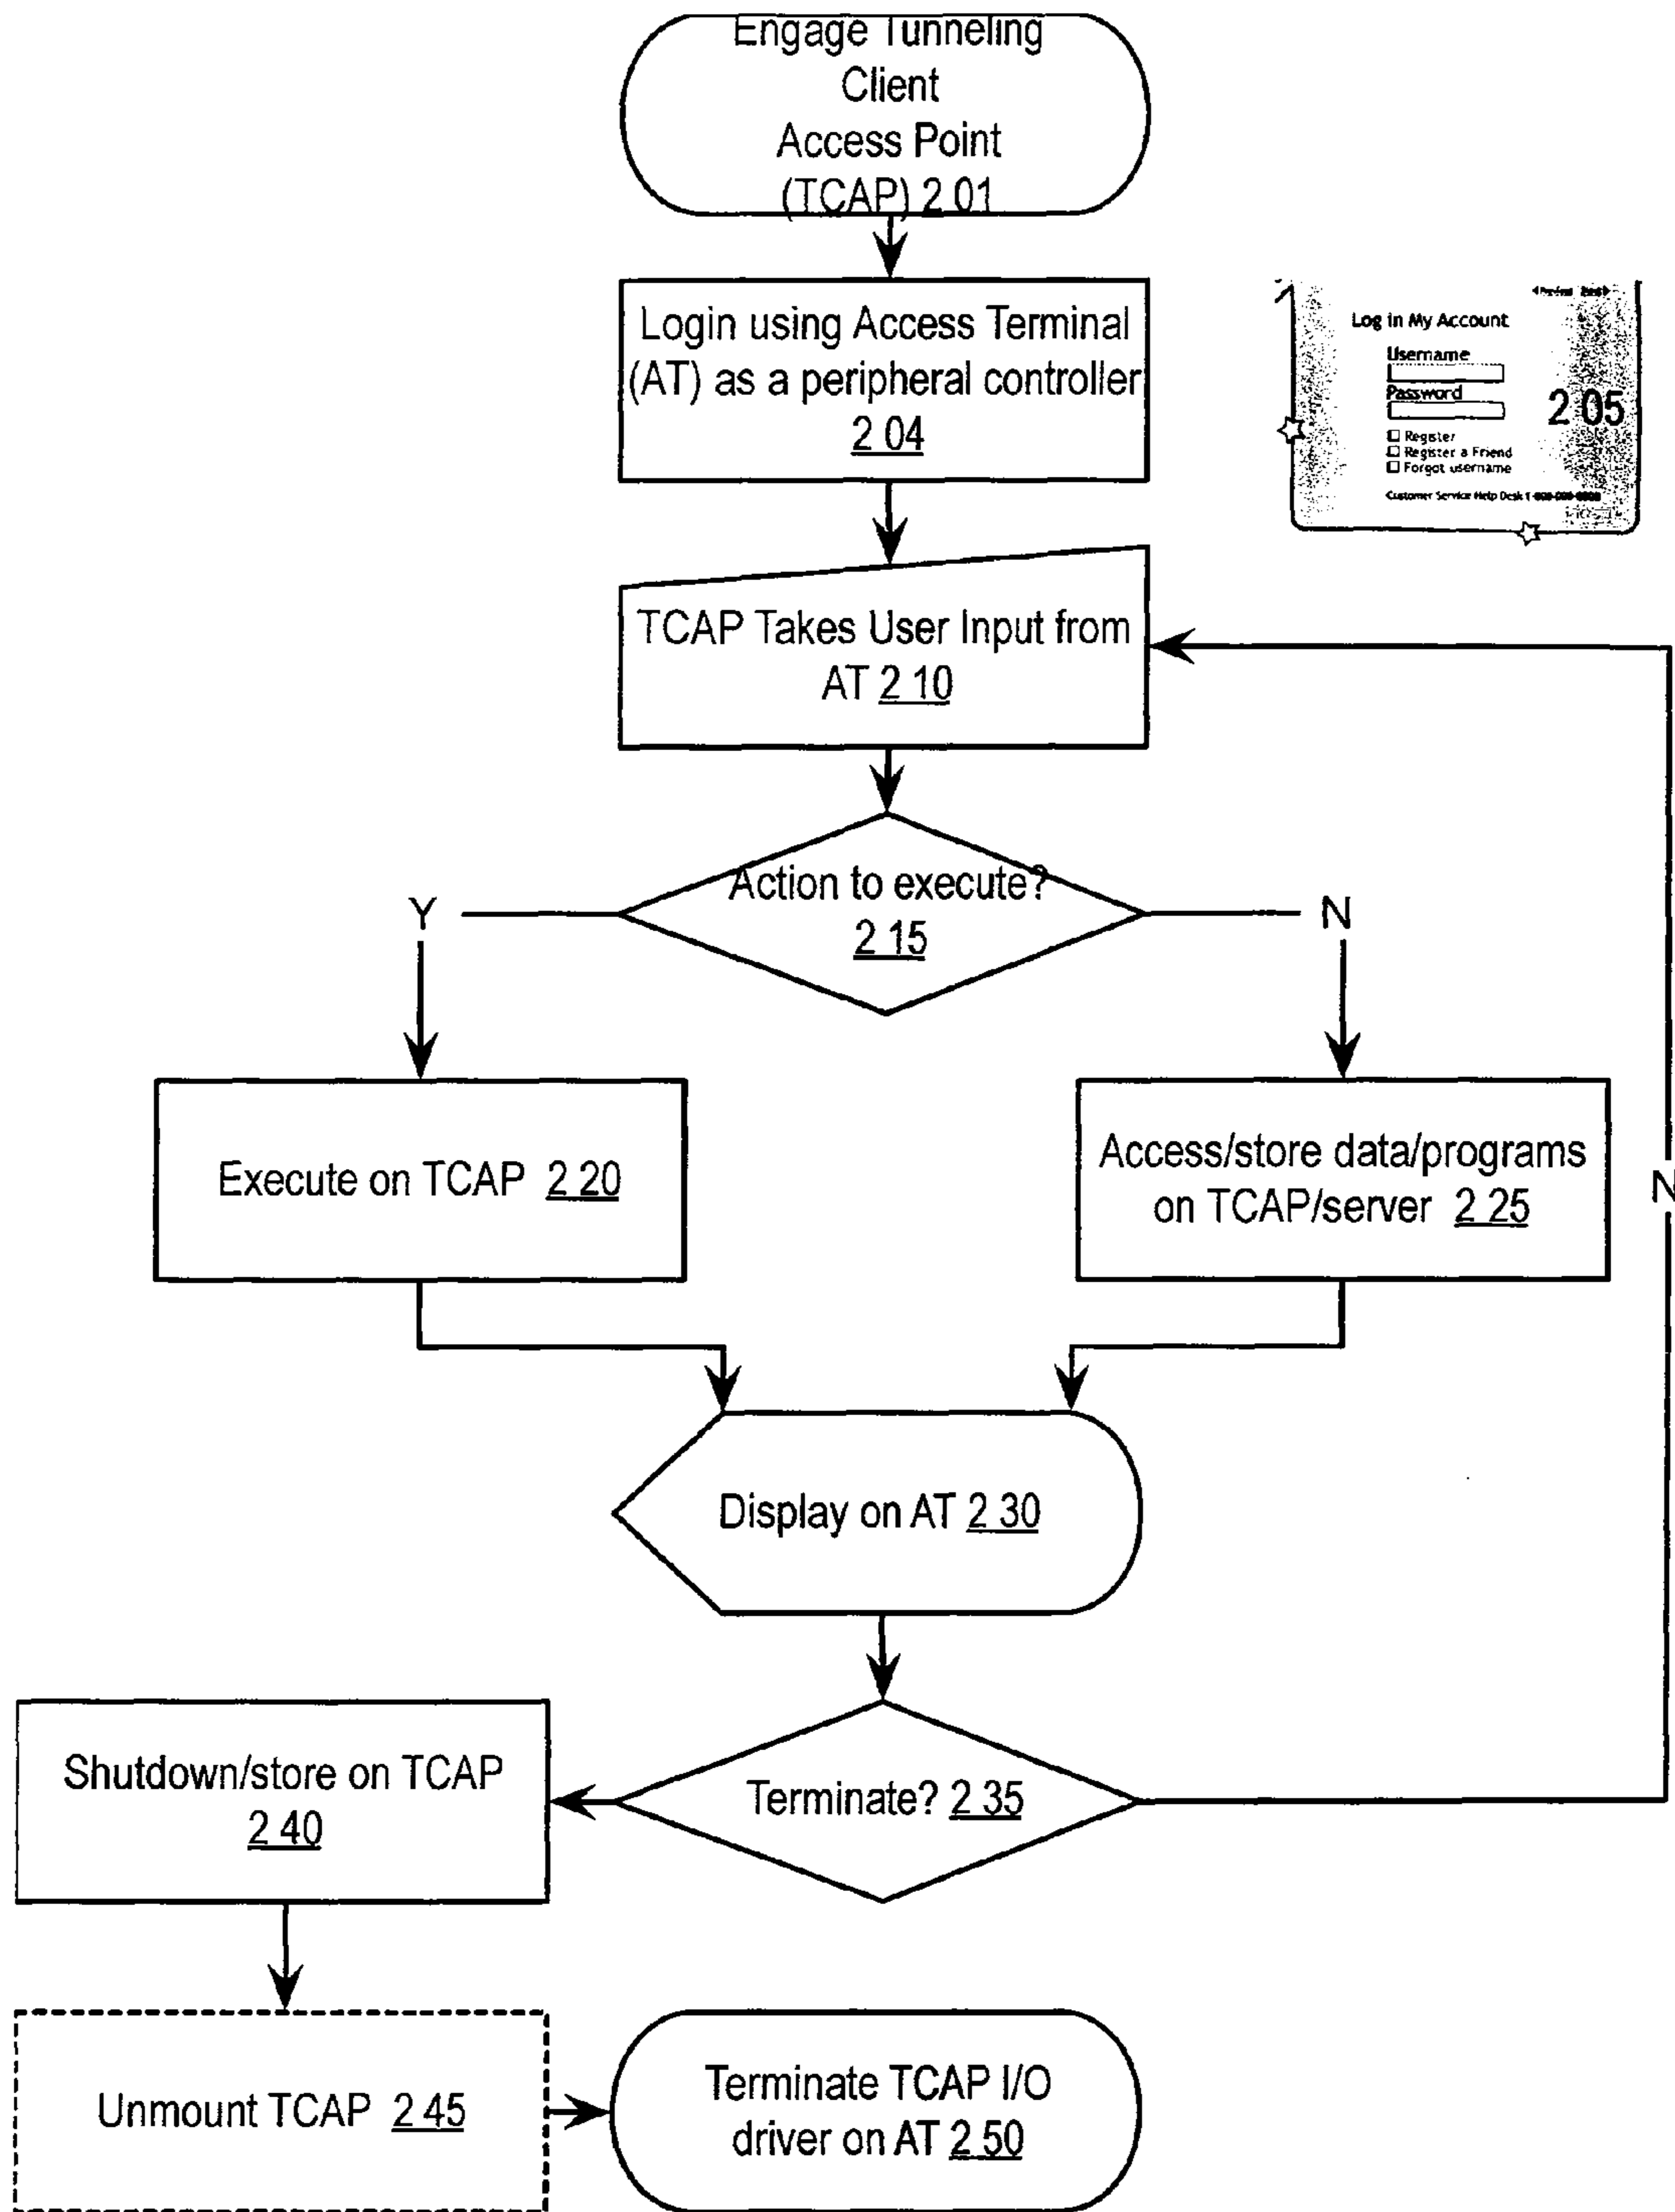 Engage Tunneling
Client
Access Point
(TCAP) 2 01
Login using Access Terminal
(AT) as a peripheral controller
2 04
Log in My Account
Username
Password
2 05
Register
Register a Friend
Forgot username
Customer Service Help Desk
TCAP Takes User Input from
AT 2 10
Action to execute?
2 15
Y
N
Execute on TCAP 2 20
Access/store data/programs
on TCAP/server 2 25
N
Display on AT 2 30
Shutdown/store on TCAP
2 40
Terminate? 2 35
Unmount TCAP 2 45
Terminate TCAP I/O
driver on AT 2 50